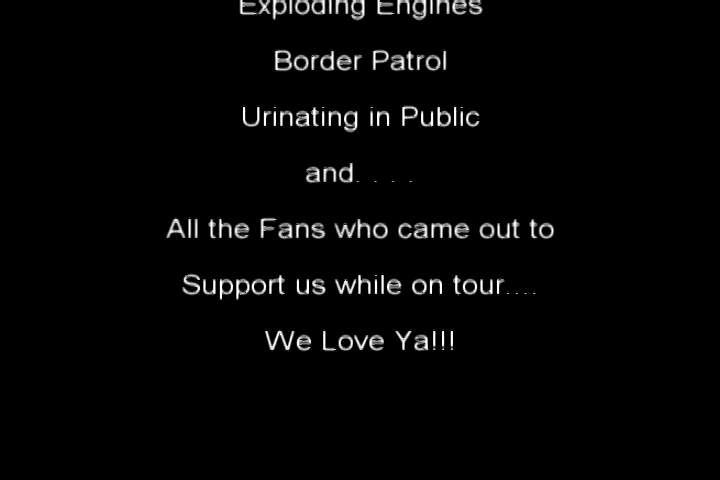 Exploding Engines
Border Patrol
Urinating in Public
and. . . .
All the Fans who came out to
Support us while on tour....
We Love Ya!!!